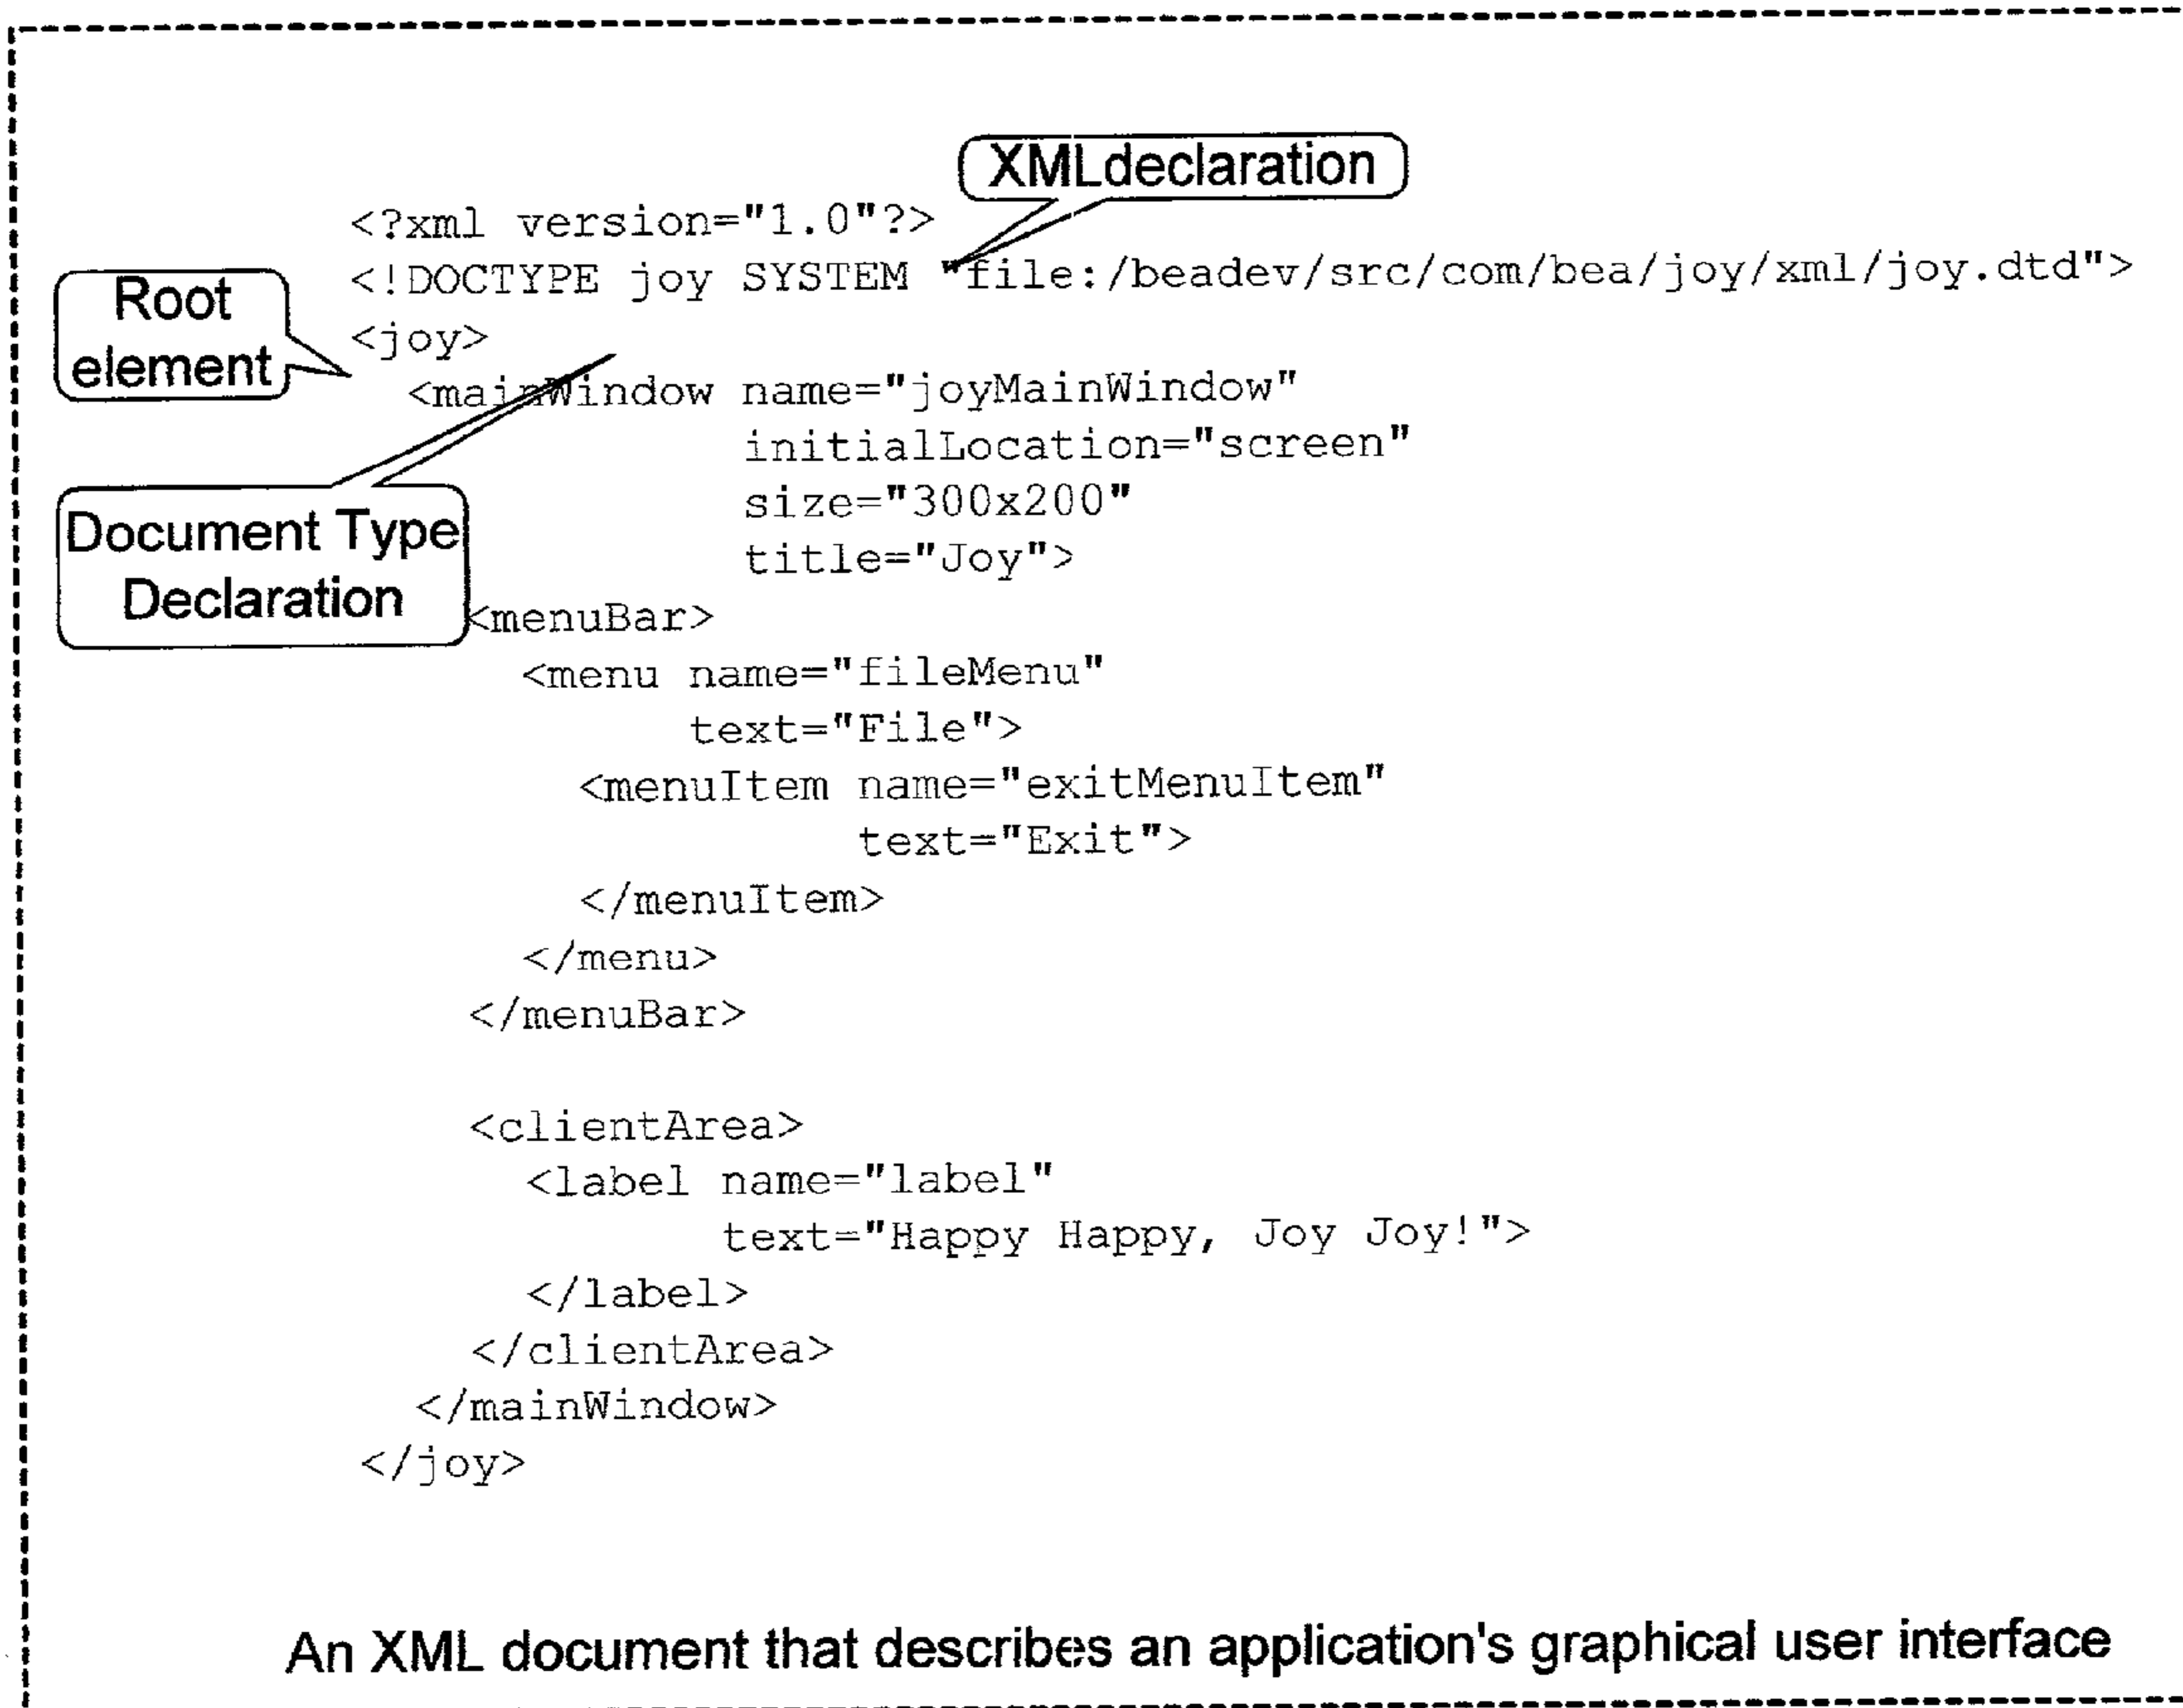 XMLdeclaration
<?xml version="1.0"?>
<!DOCTYPE joy SYSTEM "file:/beadev/src/com/bea/joy/xml/joy.dtd">
Root
element
<joy>
<mainWindow name="joyMainWindow"
initialLocation="screen"
size="300x200"
title="Joy">
Document Type
Declaration
<menuBar>
<menu name="fileMenu"
text="File">
<menuItem name="exitMenuItem"
text="Exit">
</menuItem>
</menu>
</menuBar>
<clientArea>
<label name="label"
text="Happy Happy, Joy Joy!">
</label>
</clientArea>
</mainWindow>
</joy>
An XML document that describes an application's graphical user interface